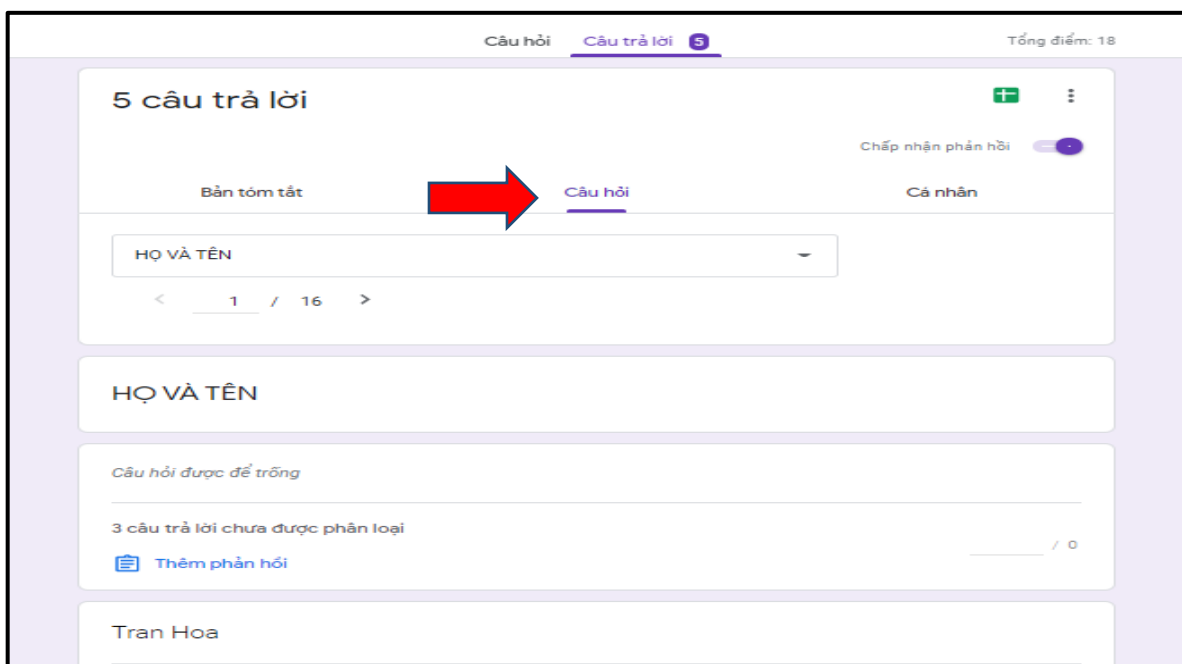 Câu hỏi Câu trả lời 5 Tổng điểm: 18
5 câu trả lời
Chấp nhận phản hồi
Bản tóm tắt Câu hỏi Cá nhân
HỌ VÀ TÊN
< 1 / 16 >
HỌ VÀ TÊN
Câu hỏi được để trống
3 câu trả lời chưa được phân loại
/ 0
Thêm phản hồi
Tran Hoa